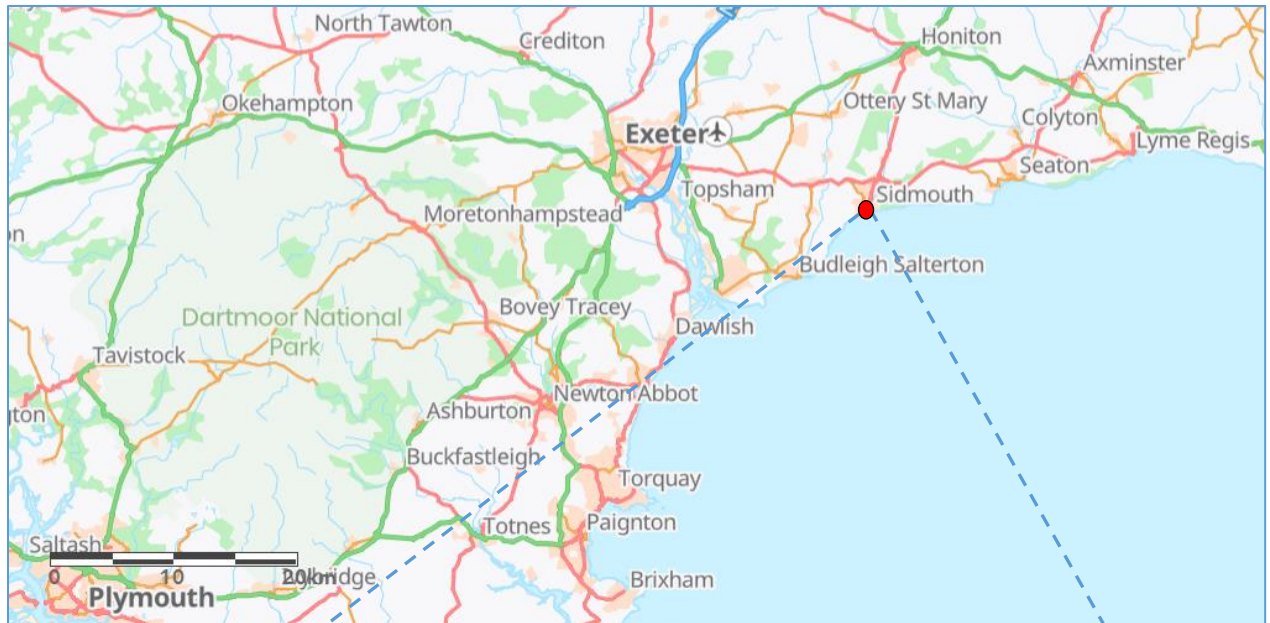 North Tawton
Crediton
Honiton
Axminster
Okehampton
Ottery St Mary
Colyton
Exeter
Lyme Regis
Seaton
Topsham
Sidmouth
Moretonhampstead
Budleigh Salterton
Bovey Tracey
Dartmoor National
Park
Dawlish
Tavistock
Newton Abbot
Ashburton
Buckfastleigh
Torquay
Totnes
Paignton
Saltash
0 10 20km
Brixham
Plymouth